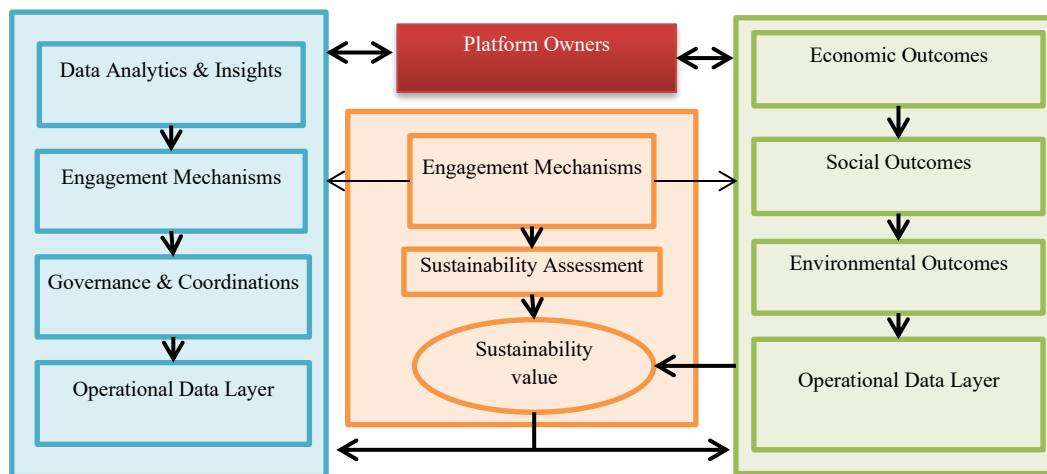 Platform Owners
Data Analytics & Insights
Engagement Mechanisms
Governance & Coordinations
Operational Data Layer
Engagement Mechanisms
Sustainability Assessment
Sustainability
value
Economic Outcomes
Social Outcomes
Environmental Outcomes
Operational Data Layer